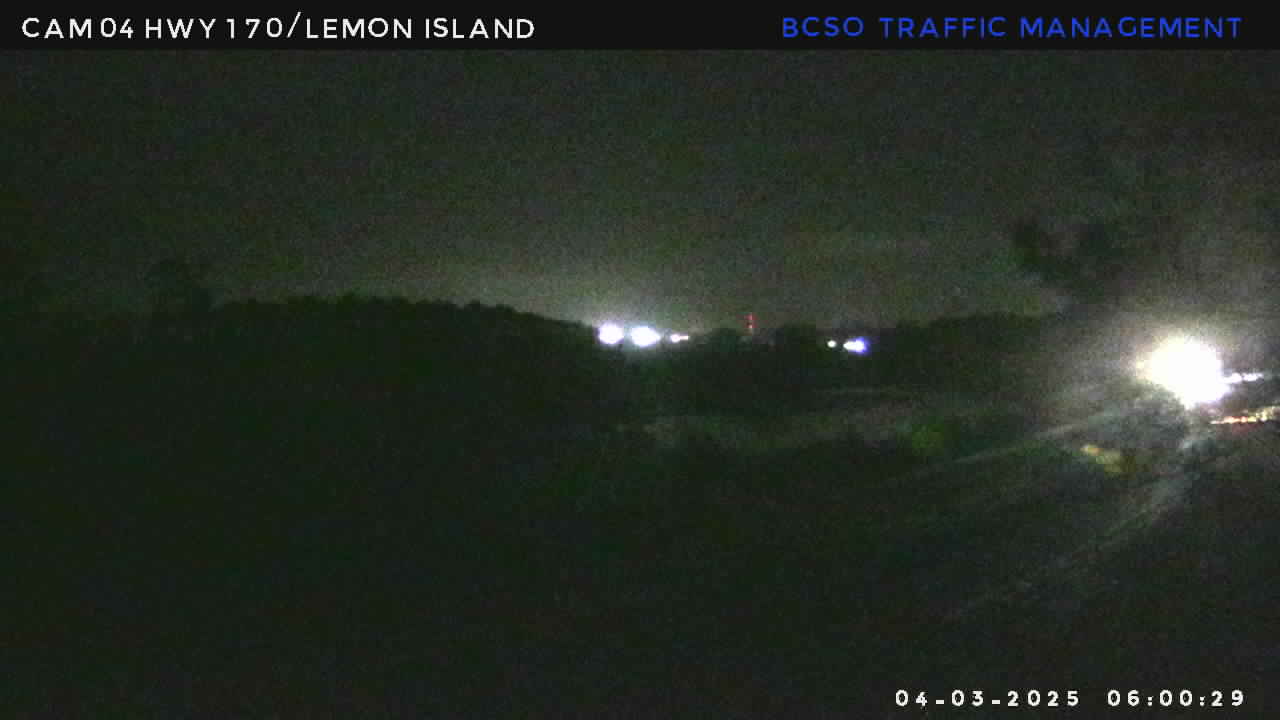 CAM04 HWY 170/LEMON ISLAND
BCSO TRAFFIC MANAGEMENT
04-03-2025 06:00:29